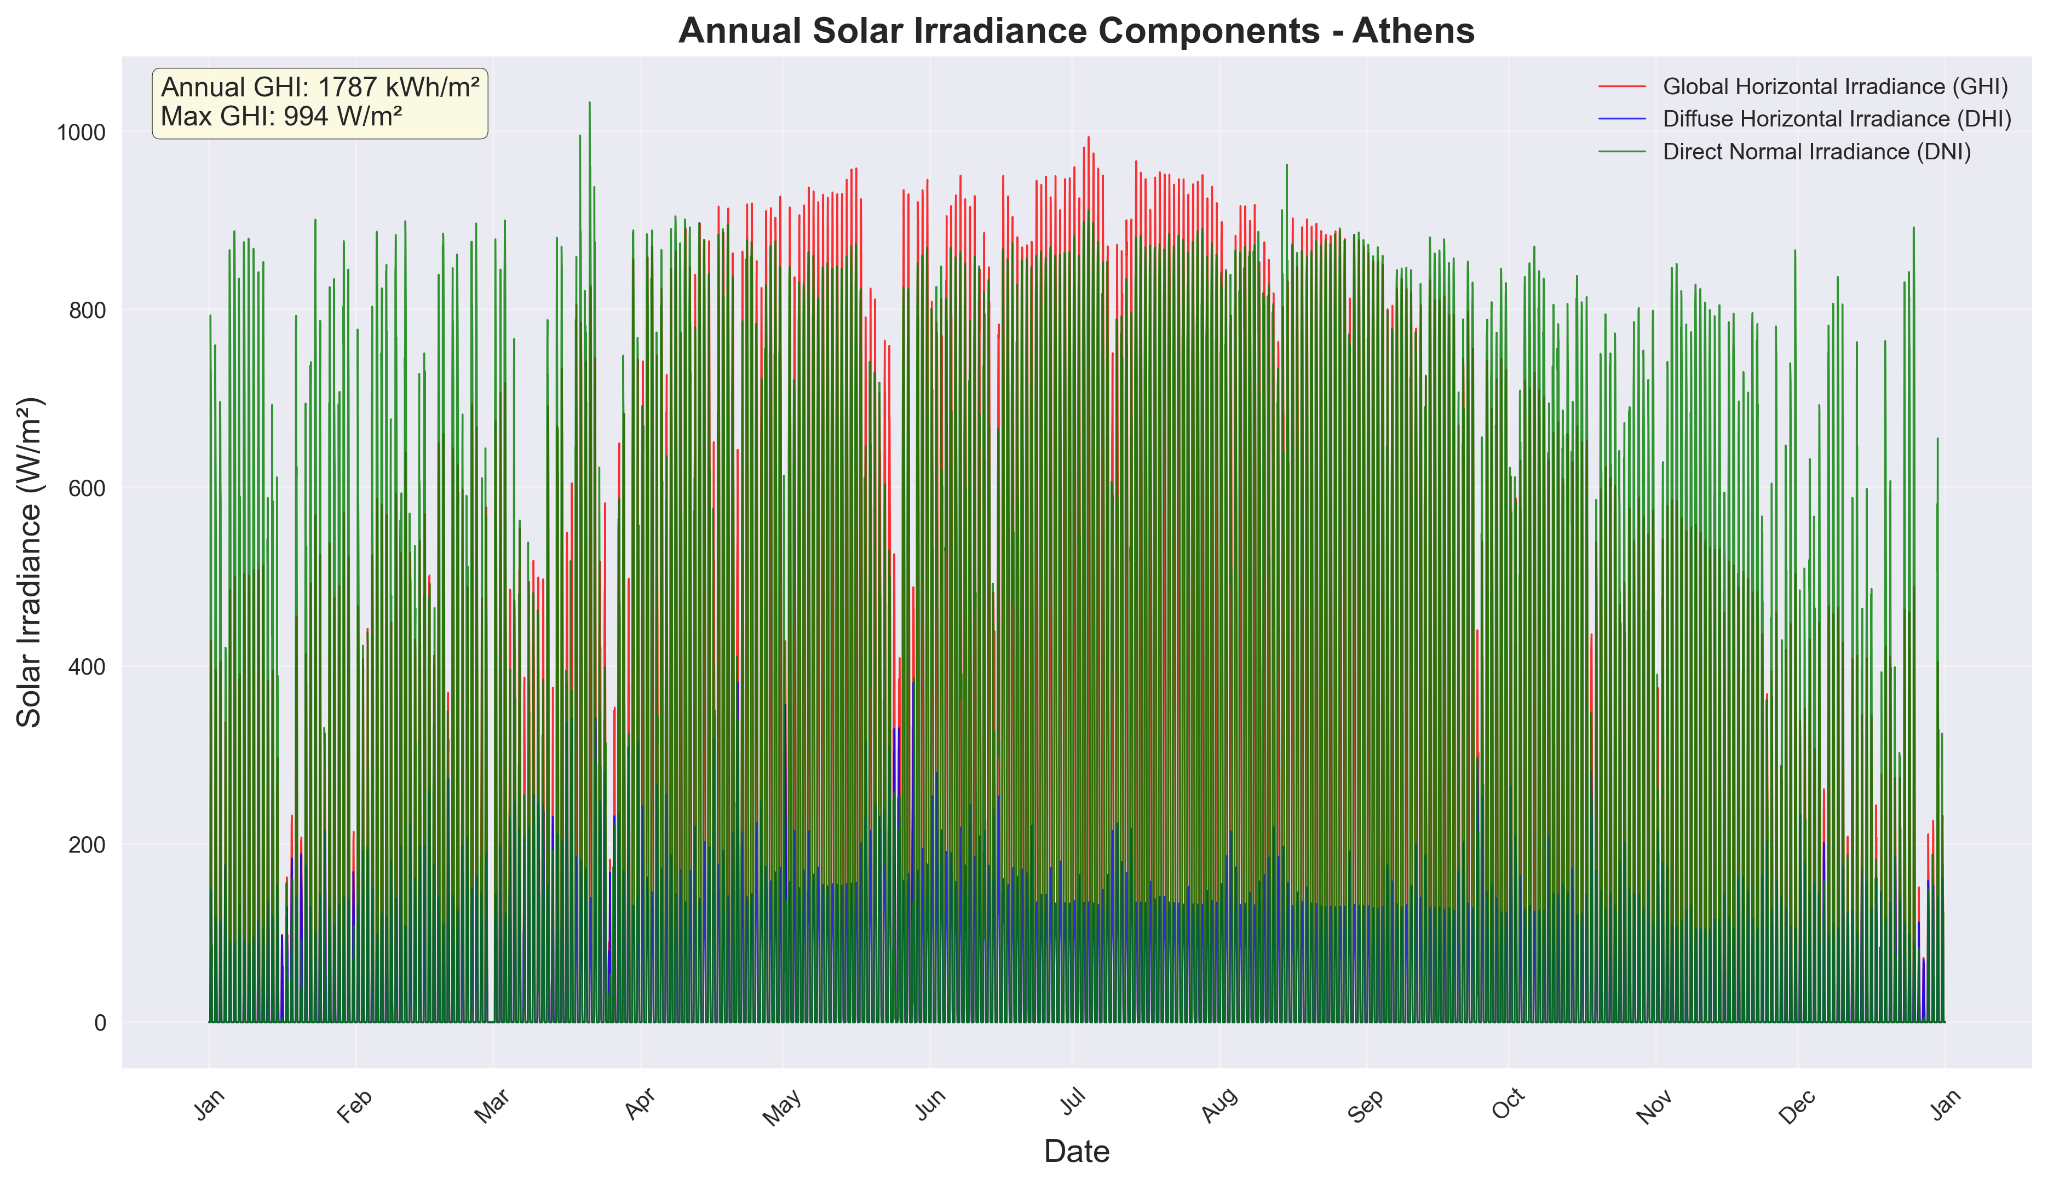 Annual Solar Irradiance Components - Athens
Annual GHI: 1787 kWh/m²
Max GHI: 994 W/m²
Global Horizontal Irradiance (GHI)
Diffuse Horizontal Irradiance (DHI)
Direct Normal Irradiance (DNI)
Solar Irradiance (W/m²)
1000
800
600
400
200
0
Jan
Feb
Mar
Apr
May
Jun
Jul
Aug
Sep
Oct
Nov
Dec
Jan
Date